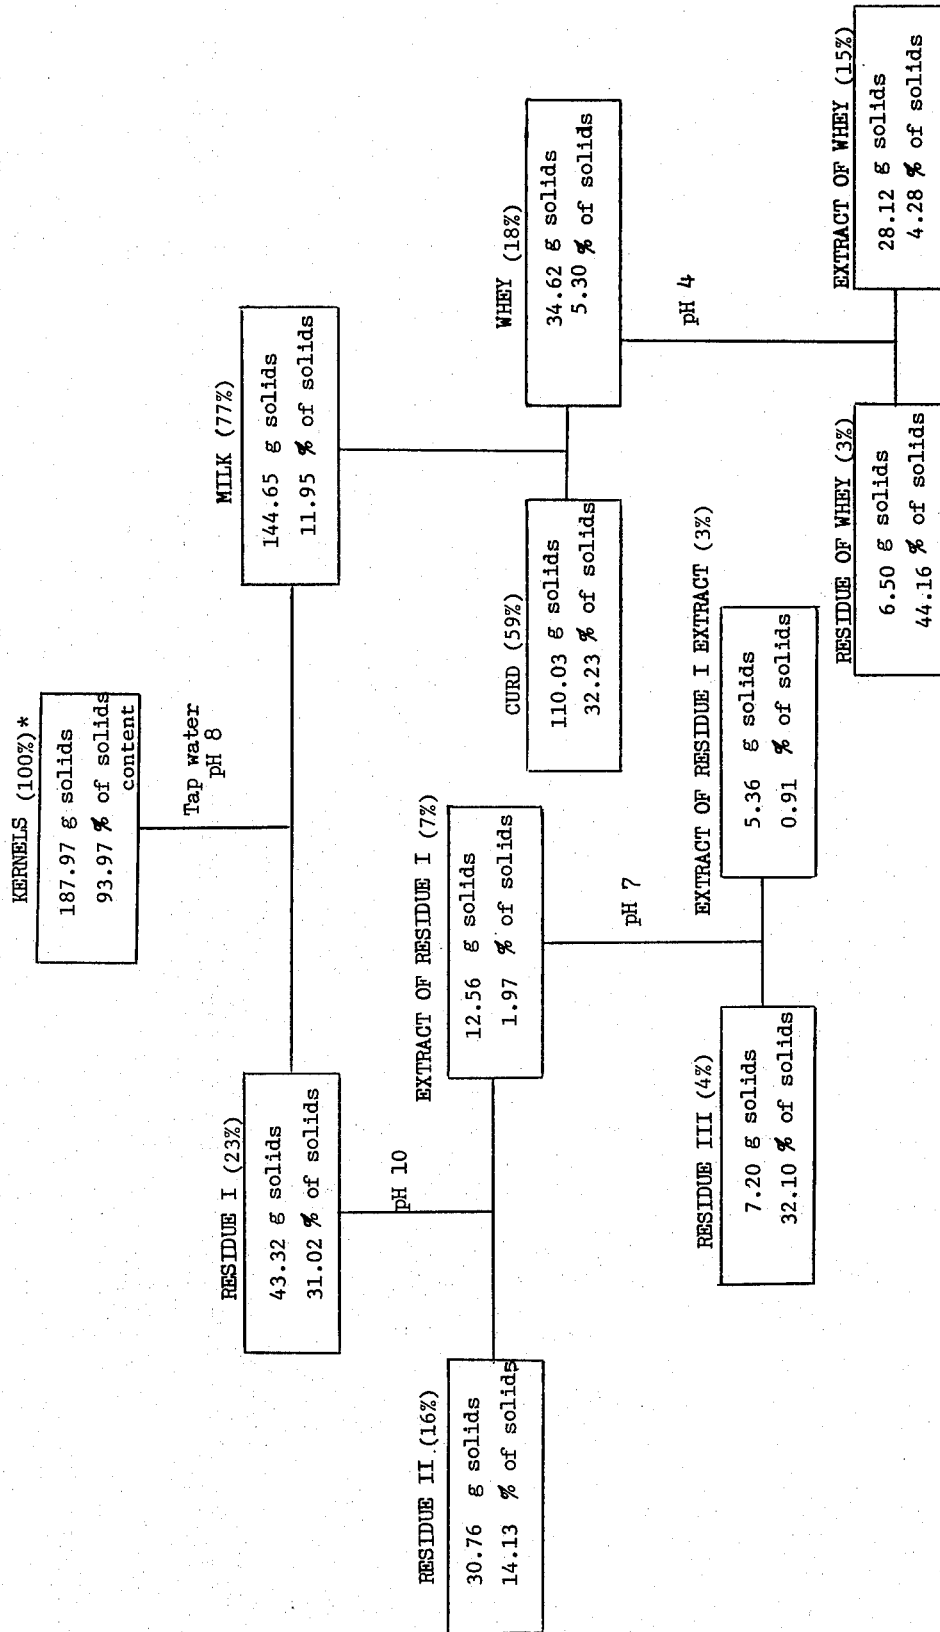 KERNELS (100%)*
187.97 g solids
93.97 % of solids
content
Tap water
pH 8
RESIDUE I (23%)
43.32 g solids
31.02 % of solids
MILK (77%)
144.65 g solids
11.95 % of solids
pH 10
RESIDUE II (16%)
30.76 g solids
14.13 % of solids
EXTRACT OF RESIDUE I (7%)
12.56 g solids
1.97 % of solids
CURD (59%)
110.03 g solids
32.23 % of solids
WHEY (18%)
34.62 g solids
5.30 % of solids
pH 7
pH 4
RESIDUE III (4%)
7.20 g solids
32.10 % of solids
EXTRACT OF RESIDUE I EXTRACT (3%)
5.36 g solids
0.91 % of solids
RESIDUE OF WHEY (3%)
6.50 g solids
44.16 % of solids
EXTRACT OF WHEY (15%)
28.12 g solids
4.28 % of solids